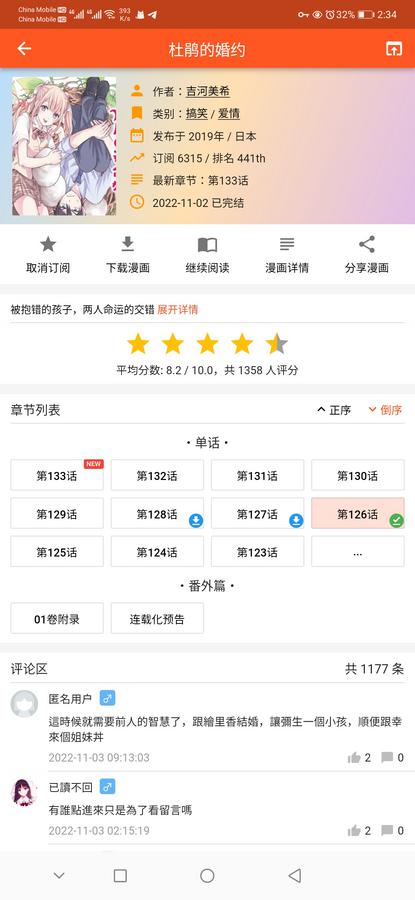 China Mobile HD 4G 4G 393 K/s 32% 2:34
China Mobile HD
杜鹃的婚约
作者：吉河美希
类别：搞笑 / 爱情
发布于 2019年 / 日本
订阅 6315 / 排名 441th
最新章节：第133话
2022-11-02 已完结
取消订阅 下载漫画 继续阅读 漫画详情 分享漫画
被抱错的孩子，两人命运的交错 展开详情
平均分数: 8.2 / 10.0，共 1358 人评分
章节列表 正序 倒序
• 单话 •
第133话 NEW 第132话 第131话 第130话
第129话 第128话 第127话 第126话
第125话 第124话 第123话 ...
• 番外篇 •
01卷附录 连载化预告
评论区 共 1177 条
匿名用户
這時候就需要前人的智慧了，跟繪里香結婚，讓彌生一個小孩，順便跟幸
來個姐妹丼
2022-11-03 09:13:03 2 0
已讀不回
有誰點進來只是為了看留言嗎
2022-11-03 02:15:19 2 0